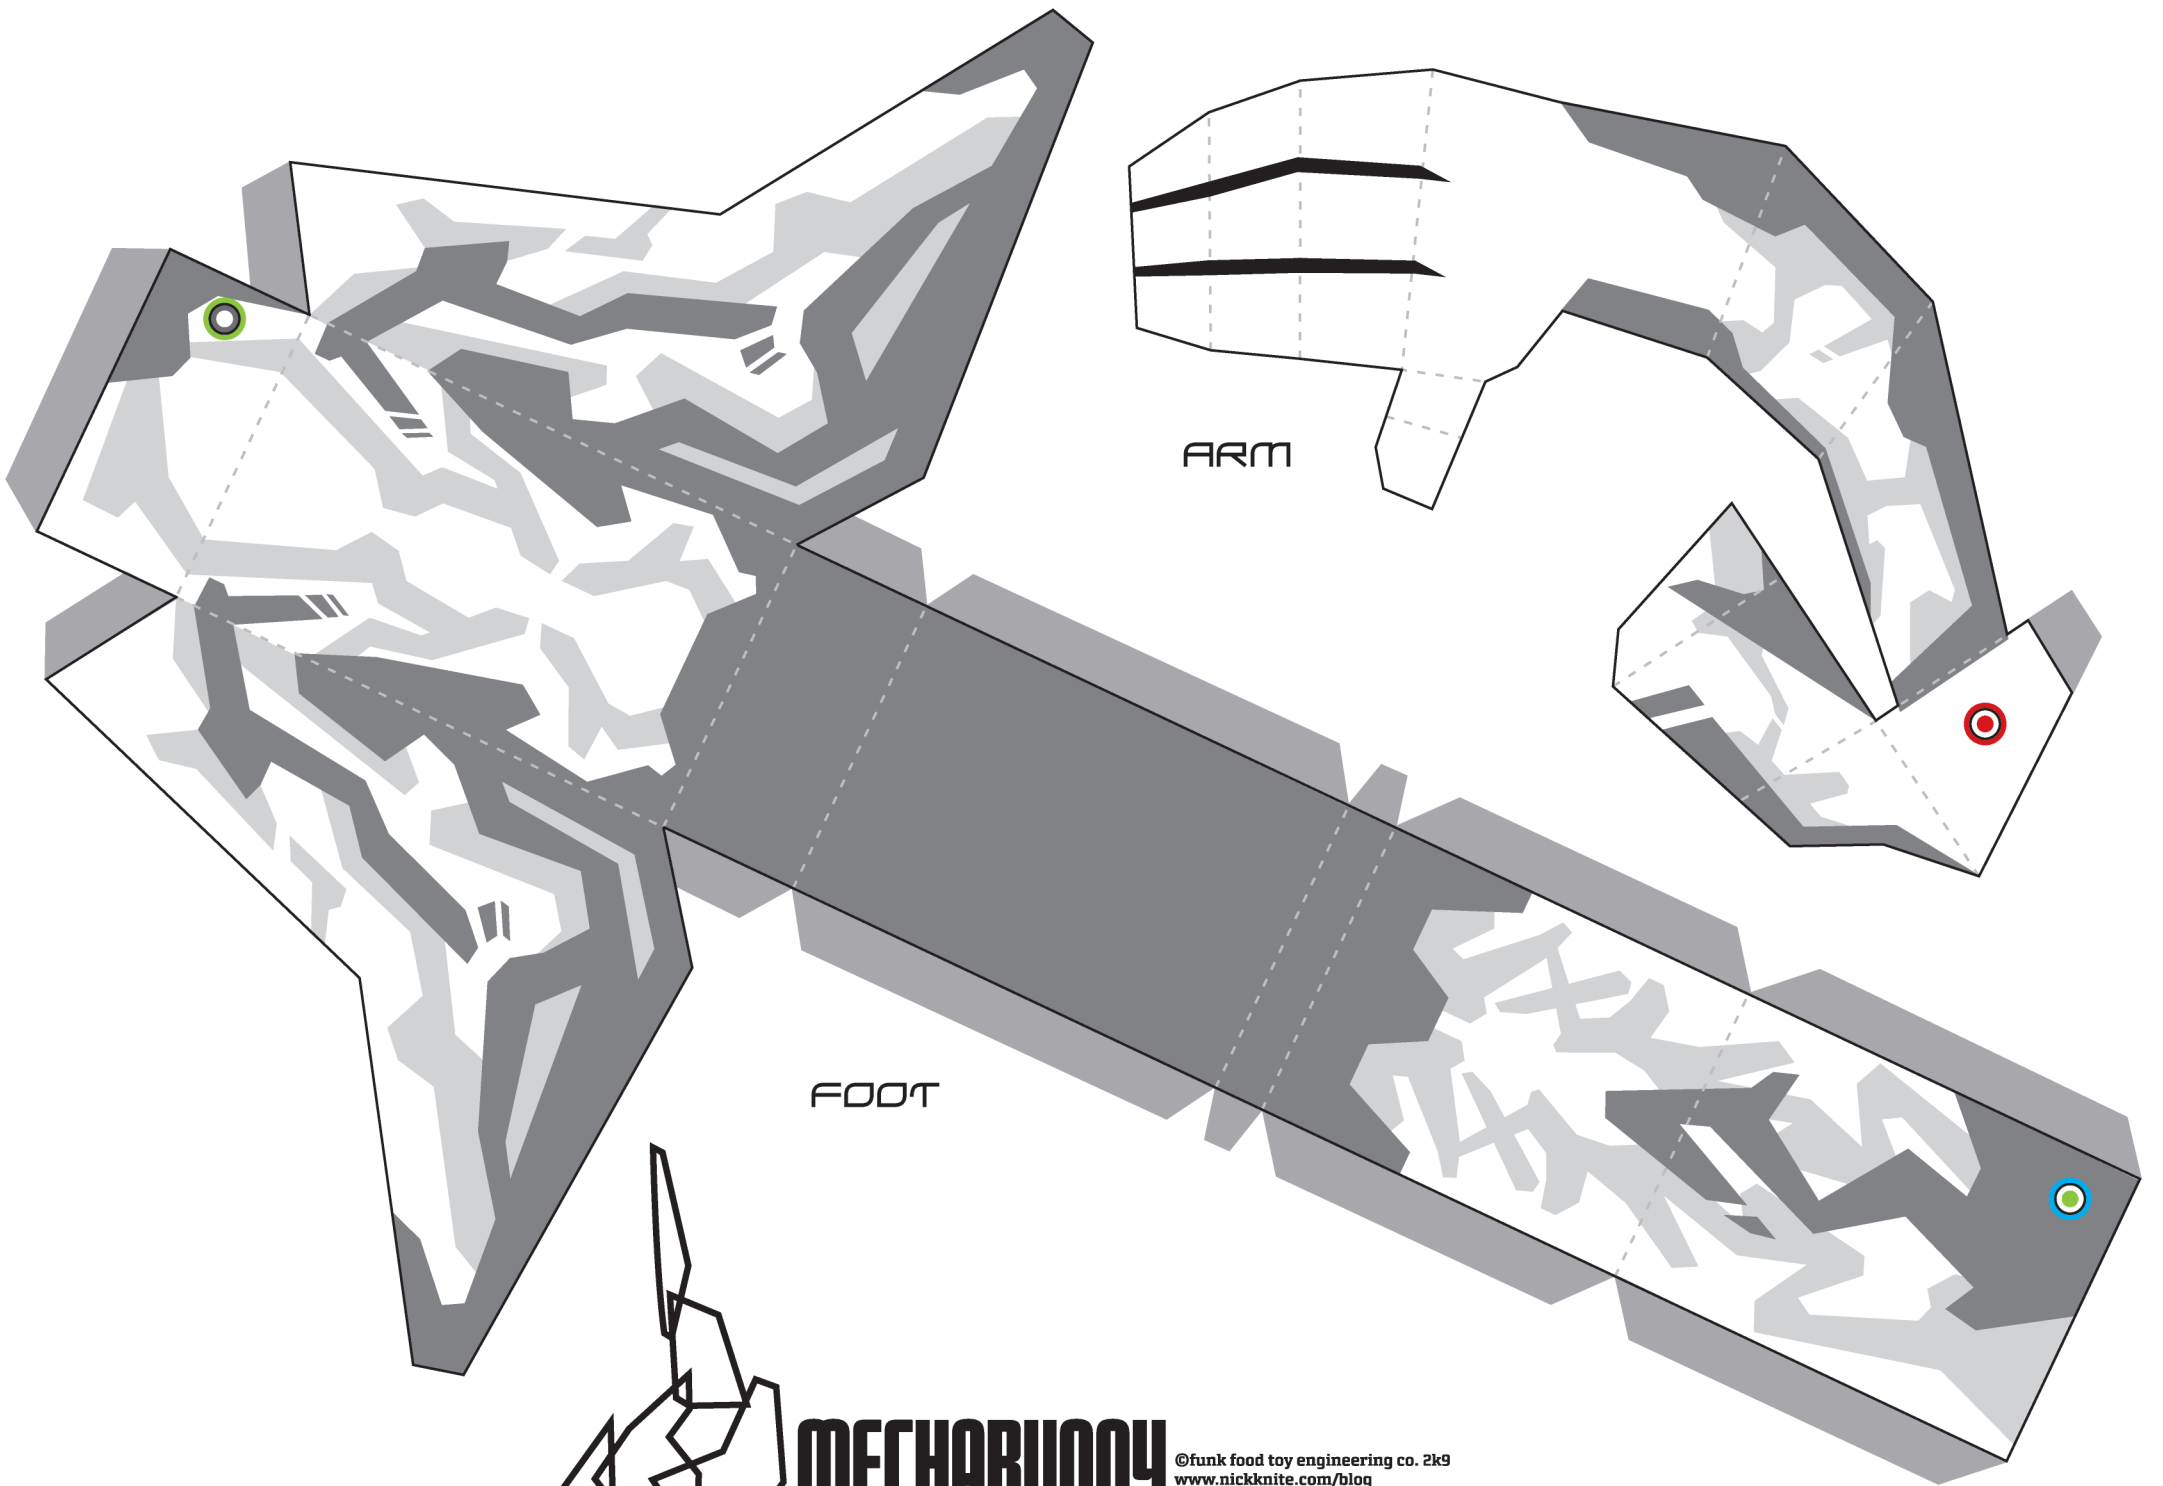 ARM
FOOT
MECHABUNNY
©funk food toy engineering co. 2k9
www.nickknite.com/blog